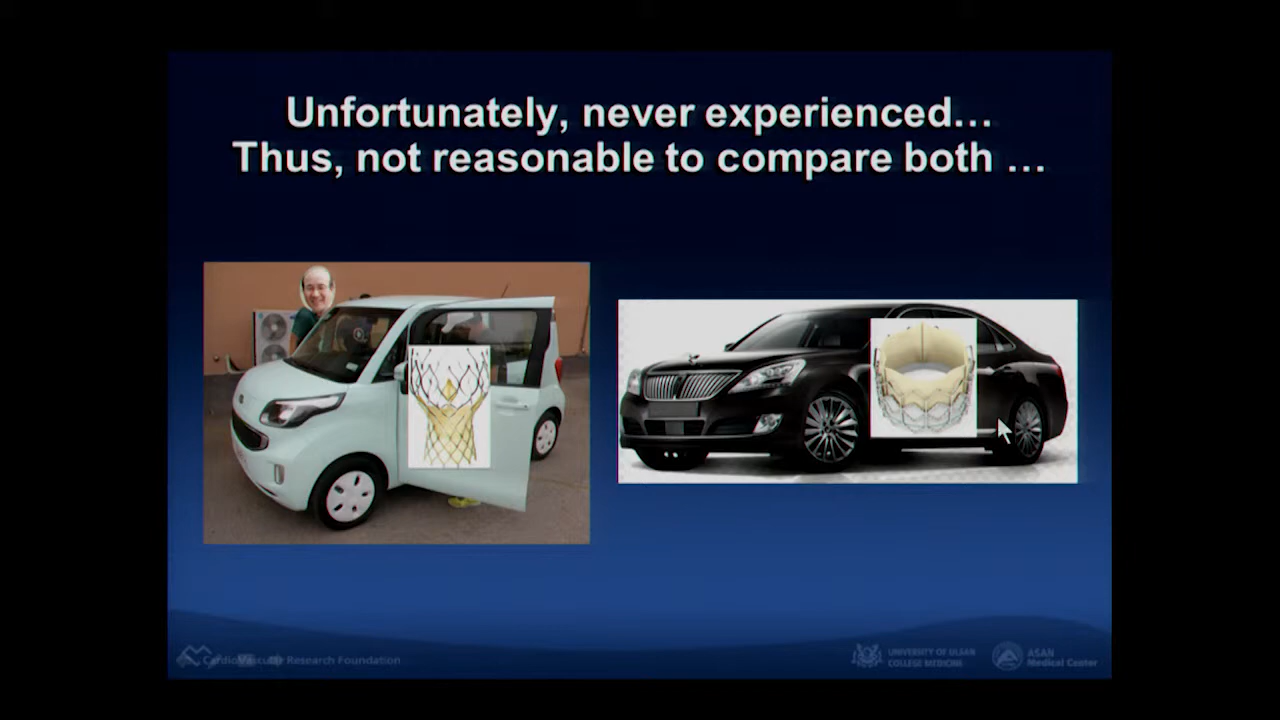 Unfortunately, never experienced…
Thus, not reasonable to compare both …
CardioVascular Research Foundation
UNIVERSITY OF ULSAN
COLLEGE MEDICINE
ASAN
Medical Center